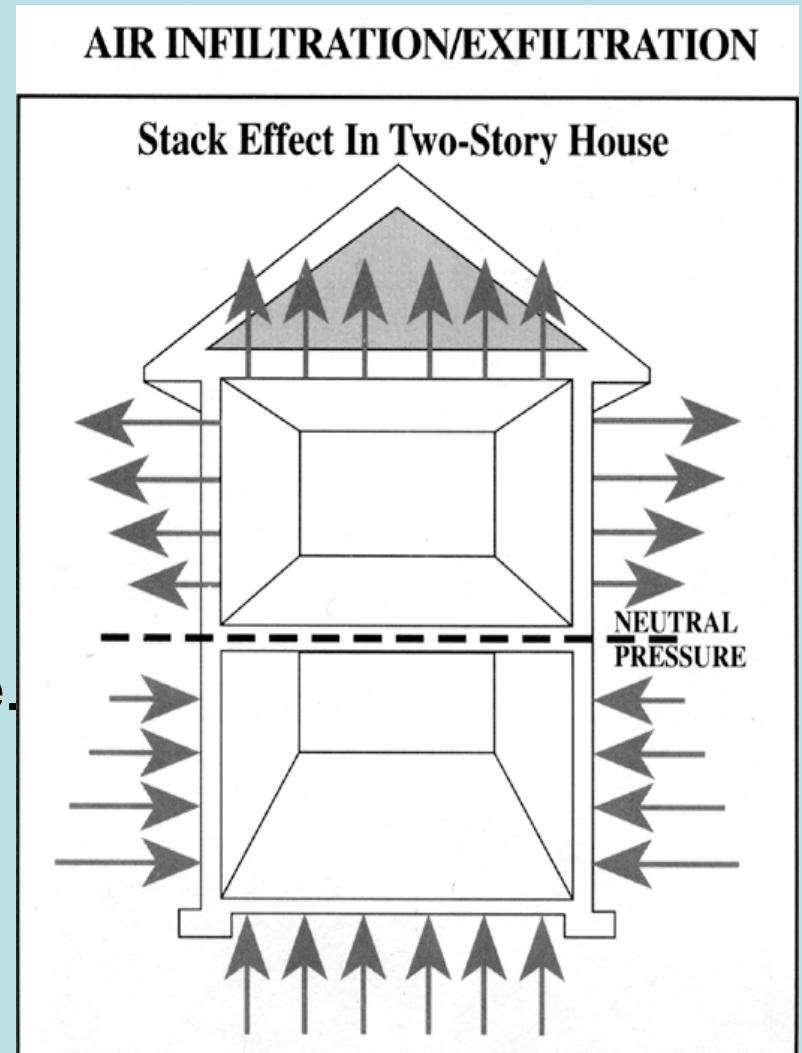 AIR INFILTRATION/EXFILTRATION
Stack Effect In Two-Story House
NEUTRAL
PRESSURE
e.